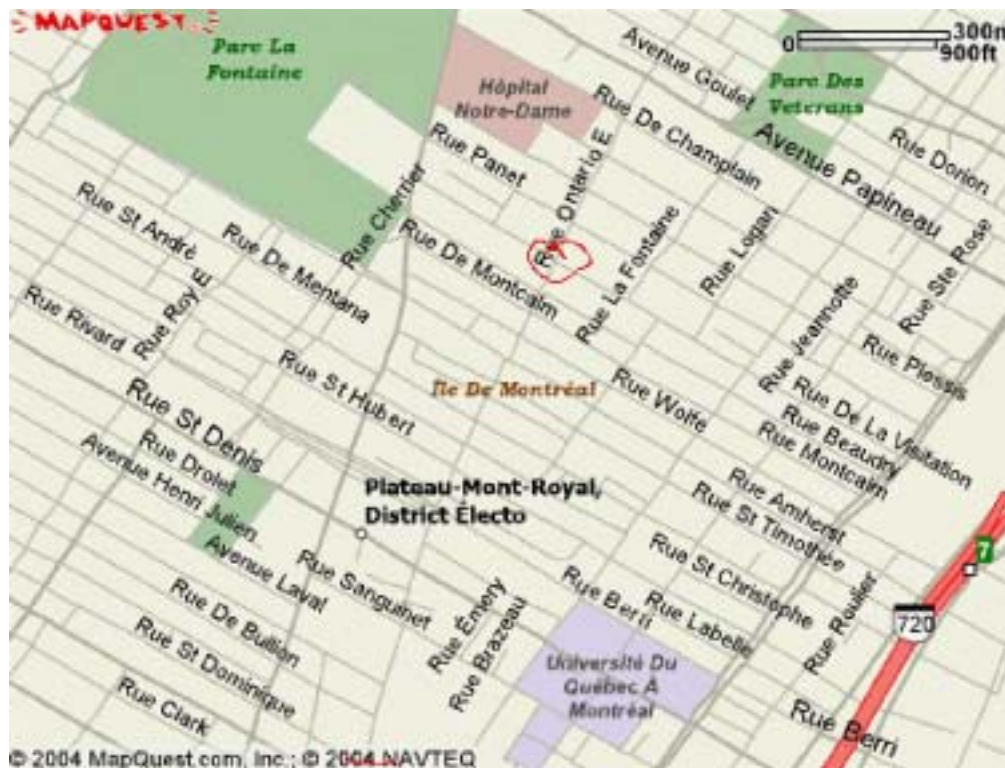 MAPQUEST
300m
0
900ft
Parc La
Fontaine
Avenue Goulet
Parc Des
Veterans
Hôpital
Notre-Dame
Rue De Champlain
Avenue Papineau
Rue Dorion
Rue Panet
Rue Ontario E
Rue Cherrier
Rue St André
Rue De Mentana
Rue De Montcalm
Rue La Fontaine
Rue Logan
Rue Ste Rose
Rue Roy E
Rue Rivard
Rue Jeannotte
Rue Plessis
Rue St Hubert
Île De Montréal
Rue Wolfe
Rue De La Visitation
Rue Beaudry
Rue Montcalm
Rue St Denis
Rue Drolet
Avenue Henri Julien
Plateau-Mont-Royal,
District Électo
Rue Amherst
Rue St Timothée
Avenue Laval
Rue Sanguinet
Rue St Christophe
7
Rue Berri
Rue Labelle
Rue Émery
Rue Brazeau
Rue Roulier
720
Rue De Bullion
Rue St Dominique
Université Du
Québec À
Montréal
Rue Clark
Rue Berri
© 2004 MapQuest.com, Inc.; © 2004 NAVTEQ